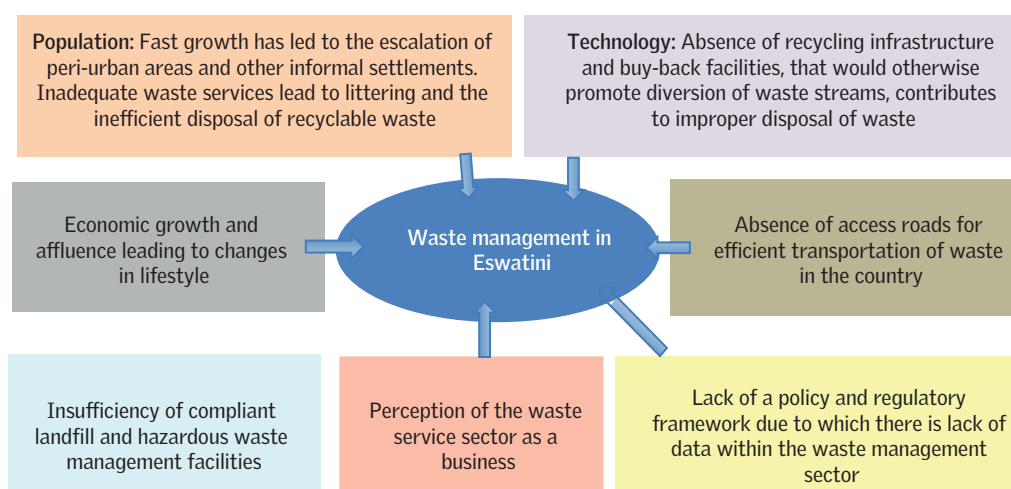 Population: Fast growth has led to the escalation of
peri-urban areas and other informal settlements.
Inadequate waste services lead to littering and the
inefficient disposal of recyclable waste
Technology: Absence of recycling infrastructure
and buy-back facilities, that would otherwise
promote diversion of waste streams, contributes
to improper disposal of waste
Economic growth and
affluence leading to changes
in lifestyle
Waste management in
Eswatini
Absence of access roads for
efficient transportation of waste
in the country
Insufficiency of compliant
landfill and hazardous waste
management facilities
Perception of the waste
service sector as a
business
Lack of a policy and regulatory
framework due to which there is lack of
data within the waste management
sector